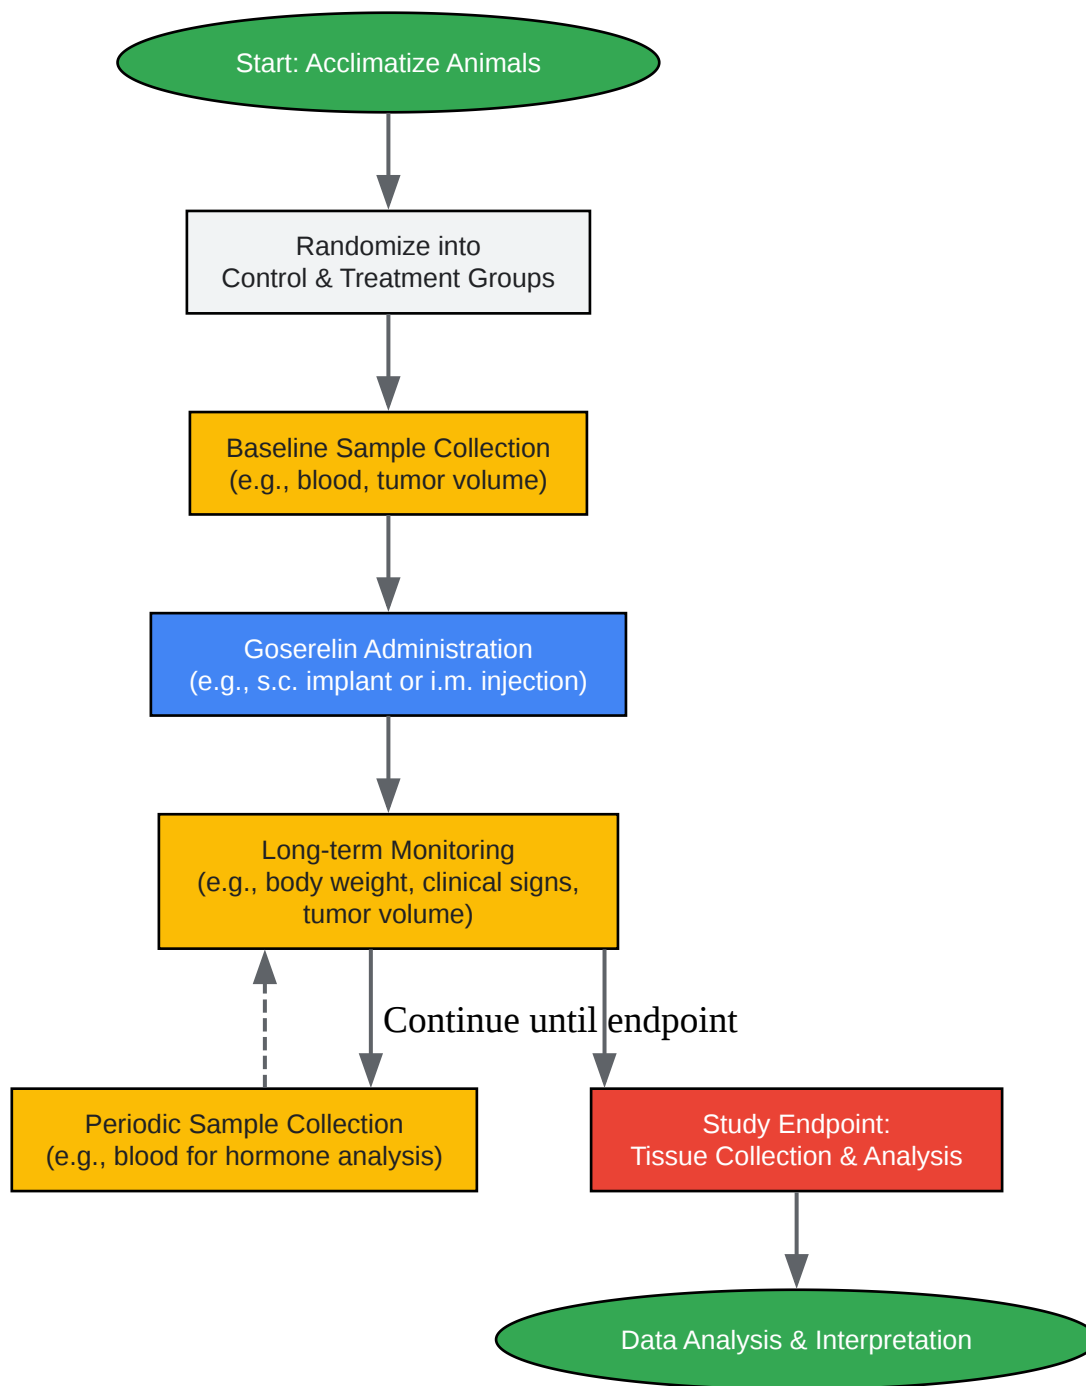 Start: Acclimatize Animals
Randomize into
Control & Treatment Groups
Baseline Sample Collection
(e.g., blood, tumor volume)
Goserelin Administration
(e.g., s.c. implant or i.m. injection)
Long-term Monitoring
(e.g., body weight, clinical signs,
tumor volume)
Continue until endpoint
Periodic Sample Collection
(e.g., blood for hormone analysis)
Study Endpoint:
Tissue Collection & Analysis
Data Analysis & Interpretation